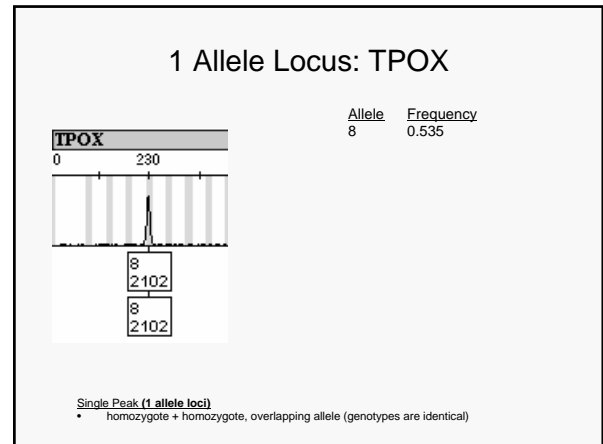 1 Allele Locus: TPOX
Allele Frequency
8 0.535
TPOX
0 230
8
2102
8
2102
Single Peak (1 allele loci)
• homozygote + homozygote, overlapping allele (genotypes are identical)